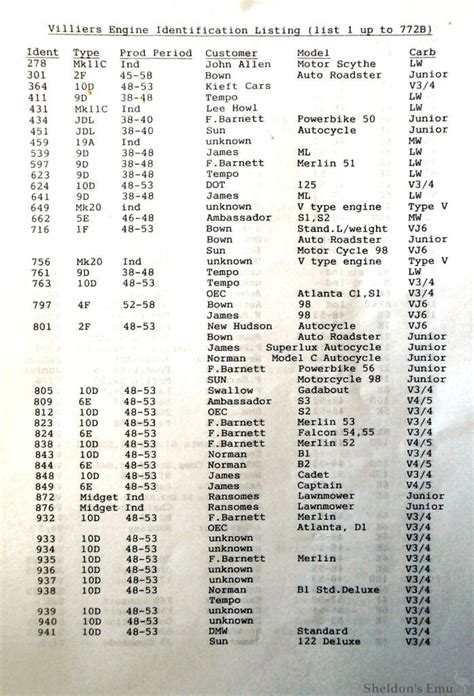 Villiers Engine Identification Listing (list 1 up to 772B)
Ident Type Prod Period Customer Model Carb
278 Mk11C Ind John Allen Motor Scythe LW
301 2F 45-58 Bown Auto Roadster Junior
364 10D 48-53 Kieft Cars V3/4
411 9D 38-48 Tempo LW
431 Mk11C Ind Lee Howl LW
434 JDL 38-40 F.Barnett Powerbike 50 Junior
451 JDL 38-40 Sun Autocycle Junior
459 19A Ind unknown MW
539 9D 38-48 James ML LW
597 9D 38-48 F.Barnett Merlin 51 LW
623 9D 38-48 Tempo LW
624 10D 48-53 DOT 125 V3/4
641 9D 38-48 James ML LW
649 Mk20 Ind unknown V type engine Type V
662 5E 46-48 Ambassador S1,S2 MW
716 1F 48-53 Bown Stand.L/weight VJ6
Bown Auto Roadster Junior
Sun Motor Cycle 98 VJ6
756 Mk20 Ind unknown V type engine Type V
761 9D 38-48 Tempo LW
763 10D 48-53 Tempo V3/4
OEC Atlanta C1,S1 V3/4
797 4F 52-58 Bown 98 VJ6
James 98 VJ6
801 2F 48-53 New Hudson Autocycle VJ6
Bown Auto Roadster Junior
James Superlux Autocycle Junior
Norman Model C Autocycle Junior
F.Barnett Powerbike 56 Junior
SUN Motorcycle 98 Junior
805 10D 48-53 Swallow Gadabout V3/4
809 6E 48-53 Ambassador S3 V4/5
812 10D 48-53 OEC S2 V3/4
823 10D 48-53 F.Barnett Merlin 53 V3/4
824 6E 48-53 F.Barnett Falcon 54,55 V3/4
838 10D 48-53 F.Barnett Merlin 52 V4/5
843 10D 48-53 Norman B1 V3/4
844 6E 48-53 Norman B2 V4/5
848 10D 48-53 James Cadet V3/4
849 6E 48-53 James Captain V4/5
872 Midget Ind Ransomes Lawnmower Junior
876 Midget Ind Ransomes Lawnmower Junior
932 10D 48-53 F.Barnett Merlin V3/4
OEC Atlanta, D1 V3/4
933 10D 48-53 unknown V3/4
934 10D 48-53 unknown V3/4
935 10D 48-53 F.Barnett Merlin V3/4
936 10D 48-53 unknown V3/4
937 10D 48-53 unknown V3/4
938 10D 48-53 Norman B1 Std.Deluxe V3/4
Tempo V3/4
939 10D 48-53 unknown V3/4
940 10D 48-53 unknown V3/4
941 10D 48-53 DMW Standard V3/4
Sun 122 Deluxe V3/4
Sheldon's Emu